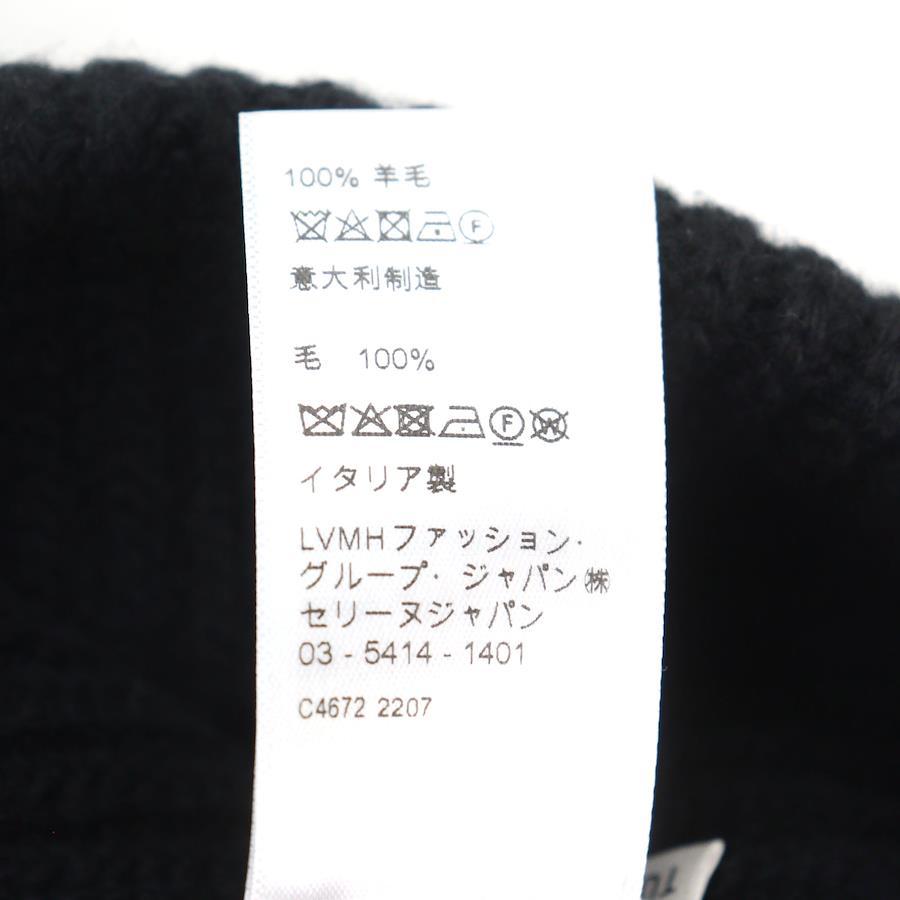 100% 羊毛
F
意大利制造
毛 100%
F W
イタリア製
LVMHファッション・
グループ・ジャパン㈱
セリーヌジャパン
03 - 5414 - 1401
C4672 2207